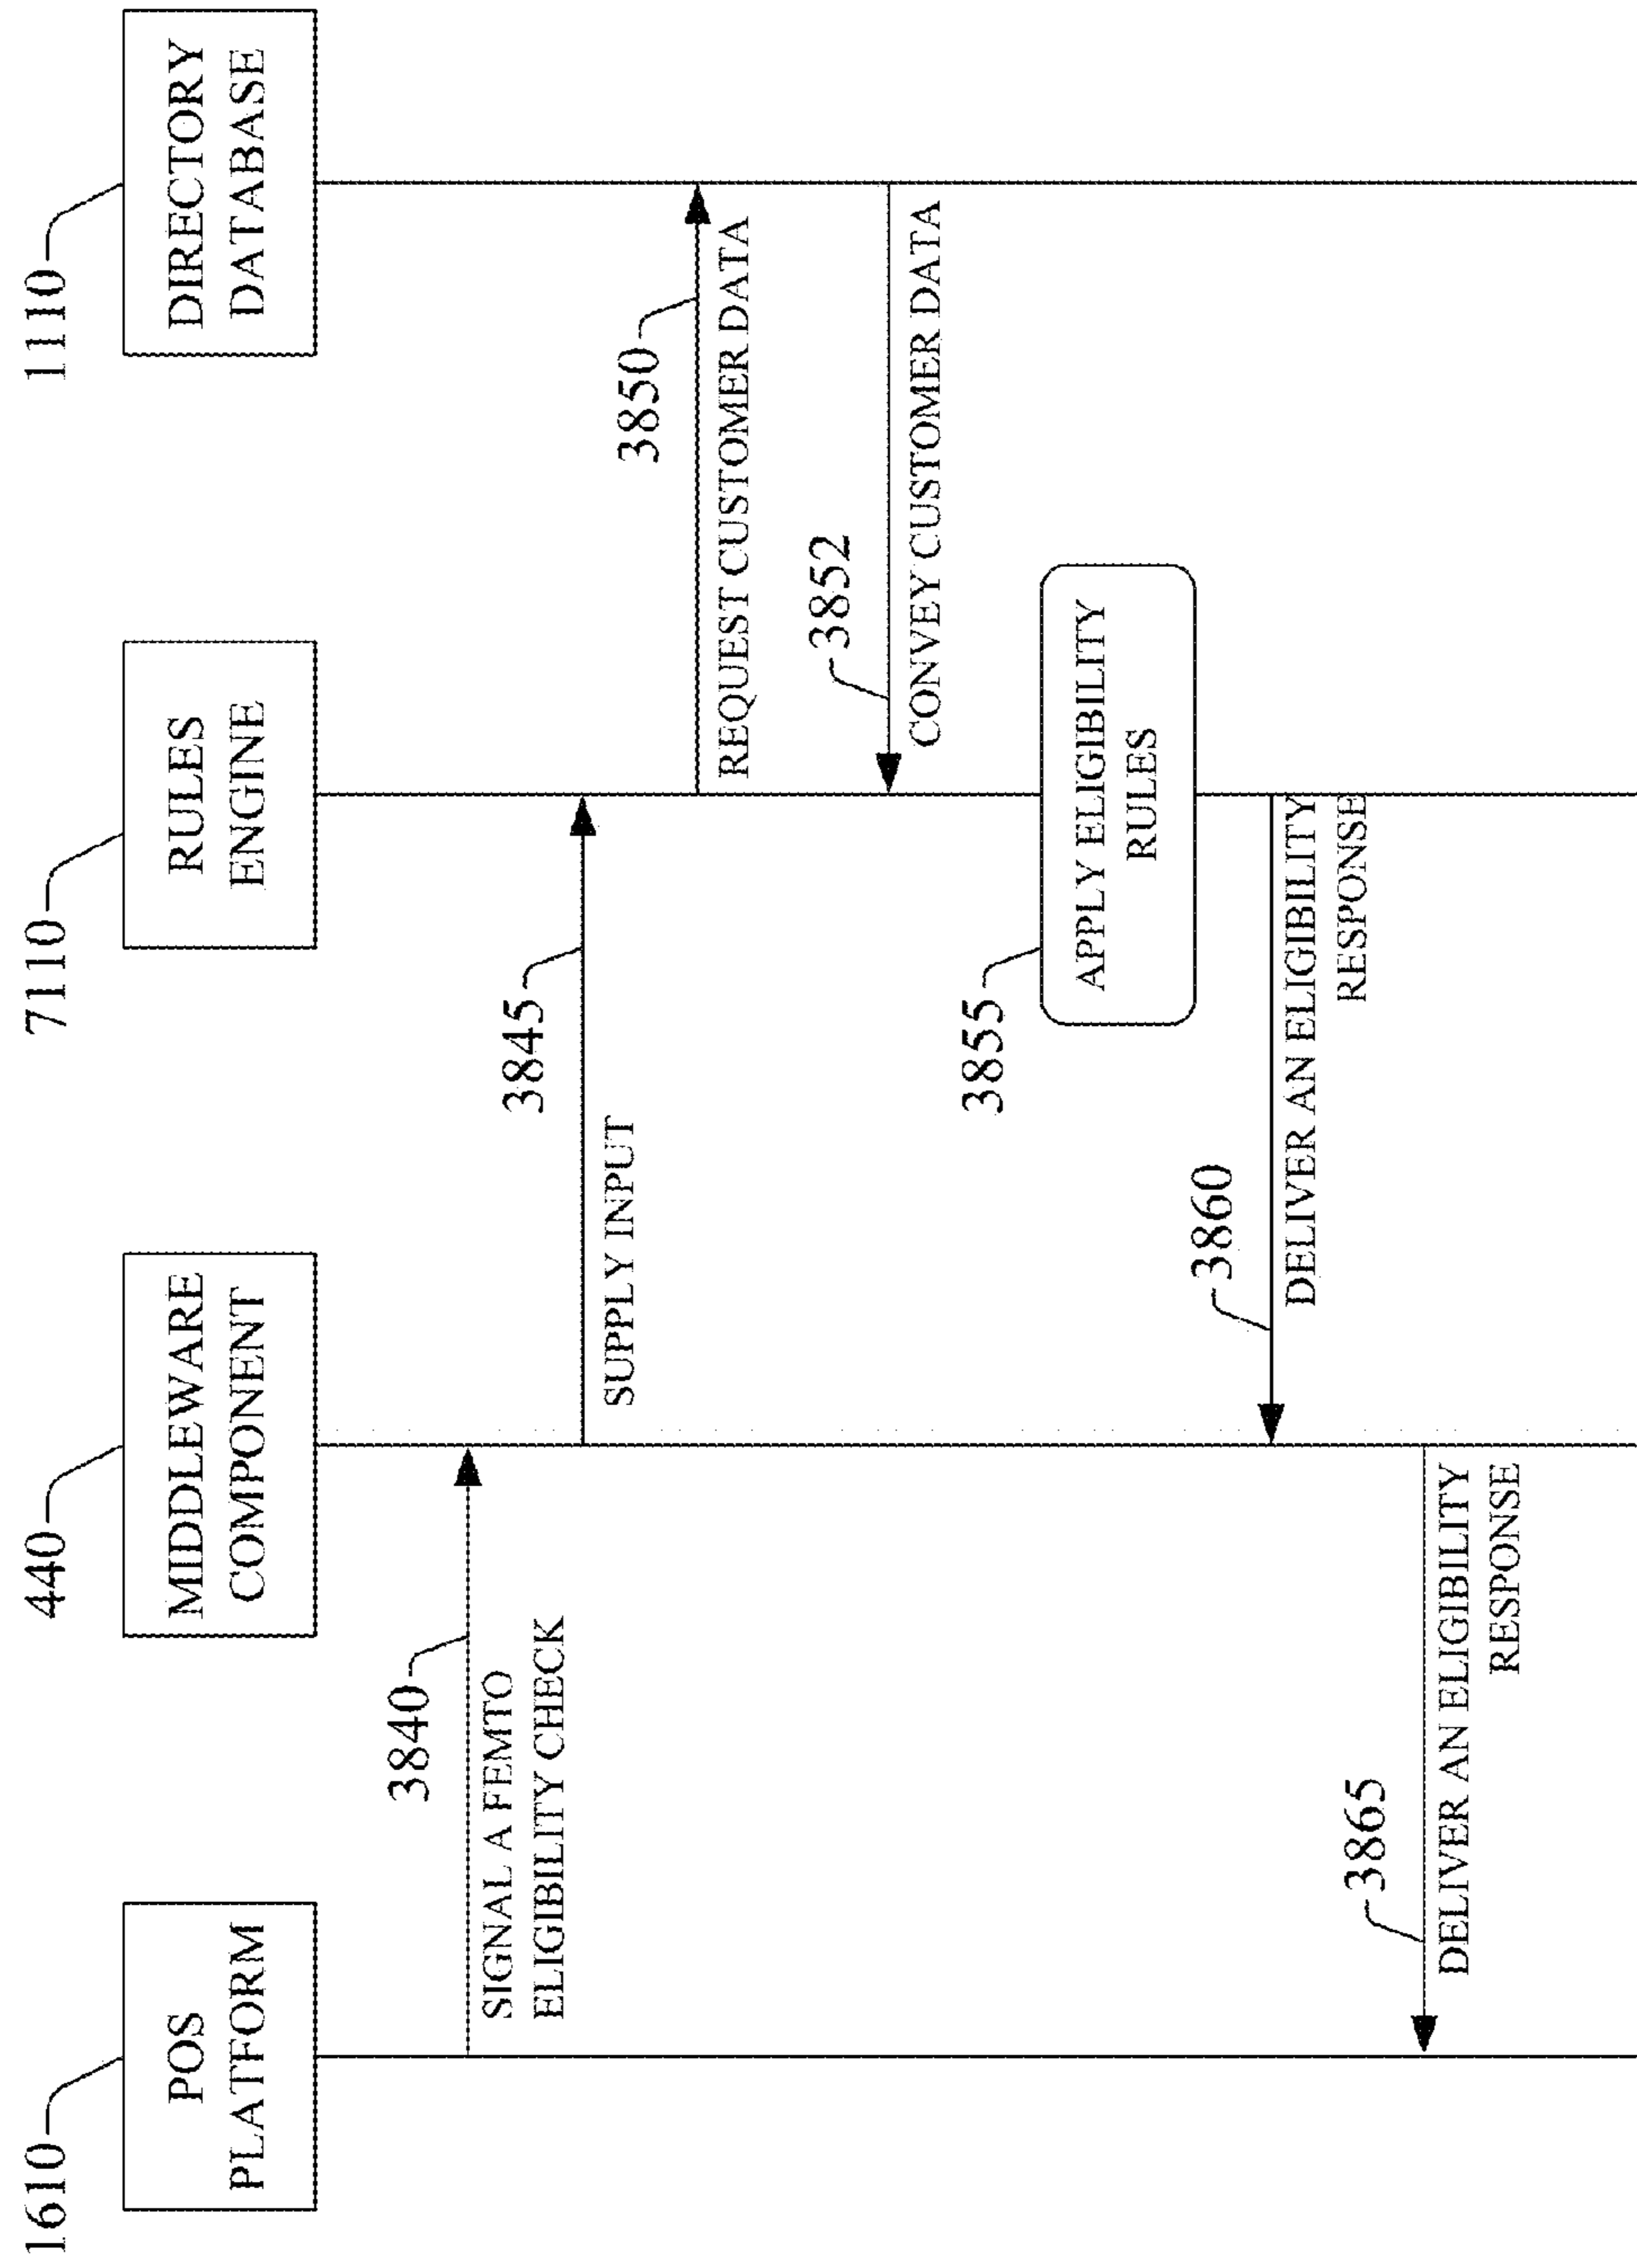 1610
POS
PLATFORM
440
MIDDLEWARE
COMPONENT
7110
RULES
ENGINE
1110
DIRECTORY
DATABASE
3840
SIGNAL A FEMTO
ELIGIBILITY CHECK
3845
SUPPLY INPUT
3850
REQUEST CUSTOMER DATA
3852
CONVEY CUSTOMER DATA
3855
APPLY ELIGIBILITY
RULES
3860
DELIVER AN ELIGIBILITY
RESPONSE
3865
DELIVER AN ELIGIBILITY
RESPONSE